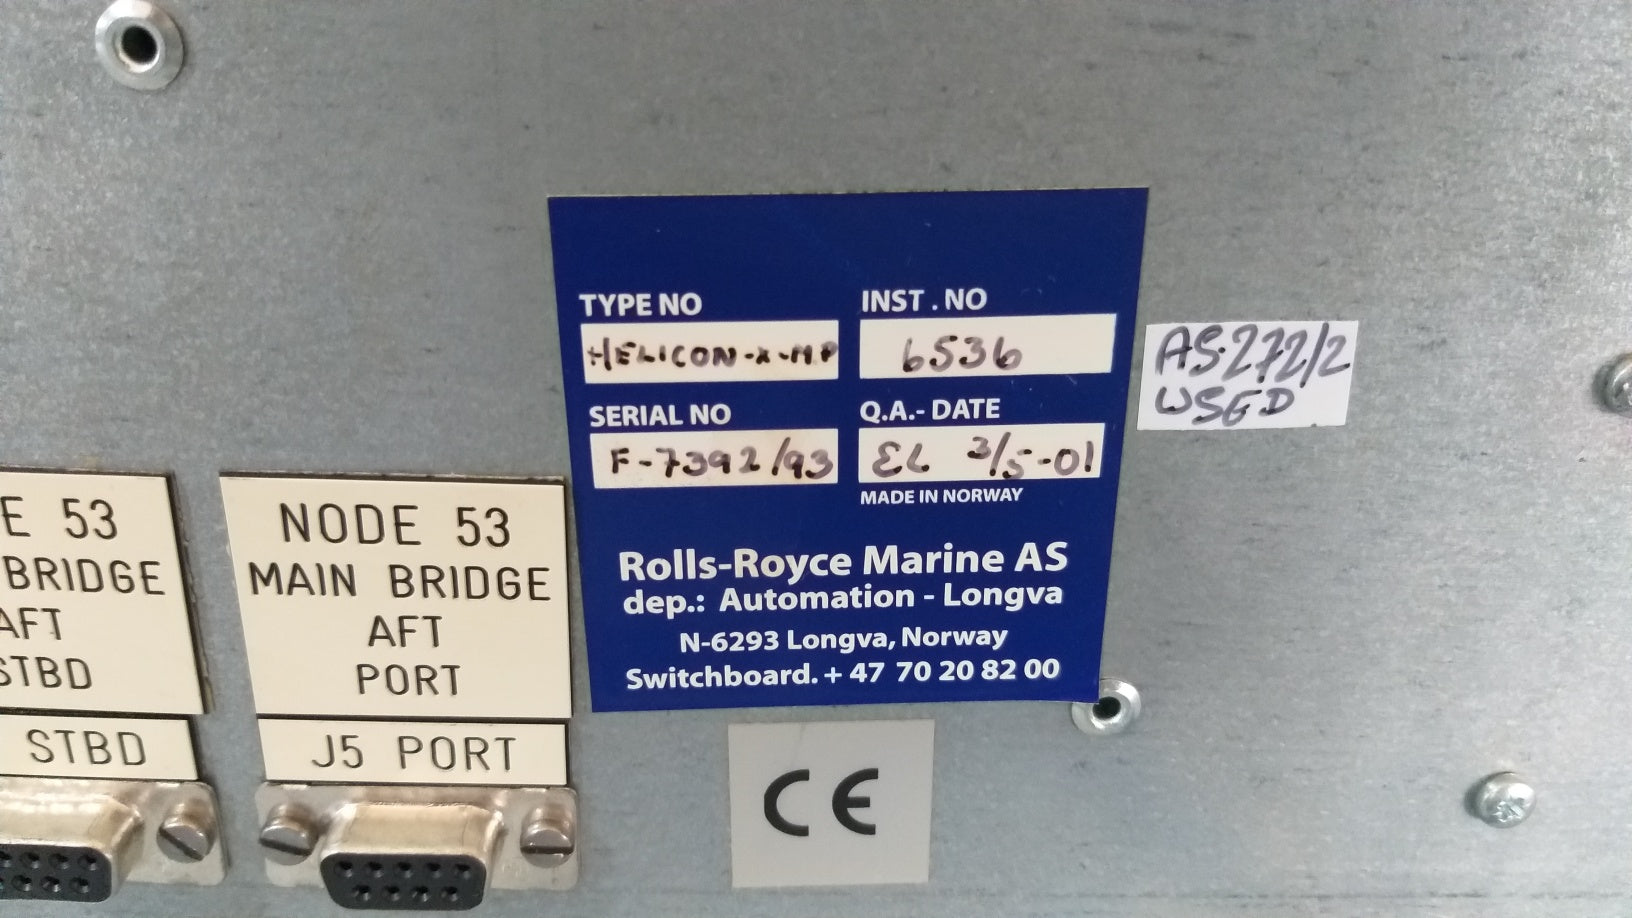 TYPE NO
HELICON-X-MP
INST . NO
6536
SERIAL NO
F-7392/93
Q.A.- DATE
EL 3/5-01
MADE IN NORWAY
Rolls-Royce Marine AS
dep.: Automation - Longva
N-6293 Longva, Norway
Switchboard. + 47 70 20 82 00
AS272/2
USED
E 53
BRIDGE
AFT
STBD
STBD
NODE 53
MAIN BRIDGE
AFT
PORT
J5 PORT
CE